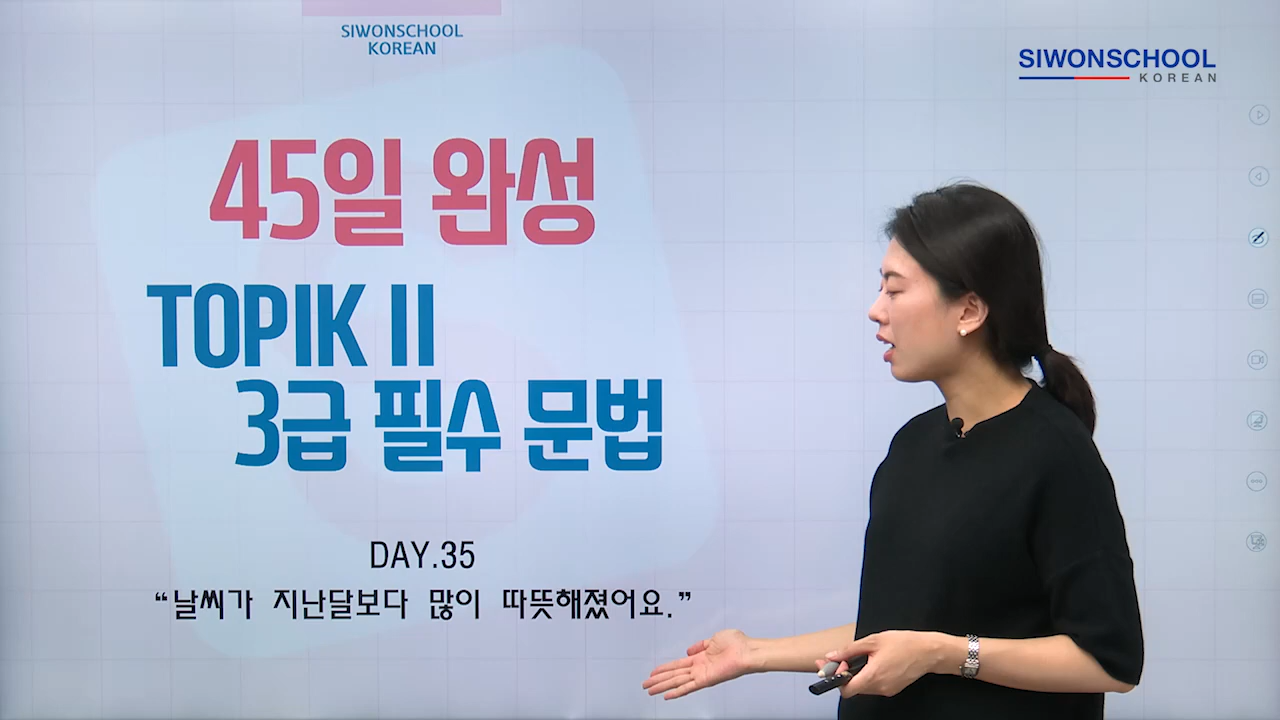 SIWONSCHOOL
KOREAN
SIWONSCHOOL
KOREAN
45일 완성
TOPIK II
3급 필수 문법
DAY.35
“날씨가 지난달보다 많이 따뜻해졌어요.”